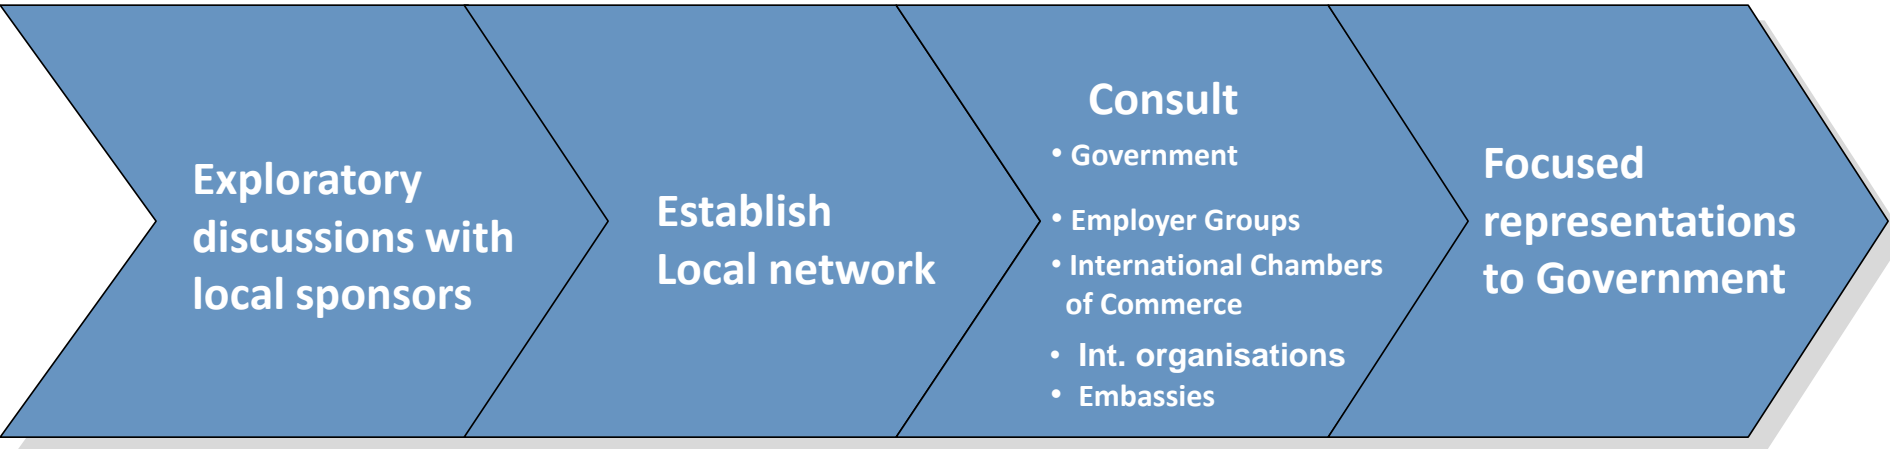 Exploratory
discussions with
local sponsors
Establish
Local network
Consult
• Government
• Employer Groups
• International Chambers
of Commerce
• Int. organisations
• Embassies
Focused
representations
to Government